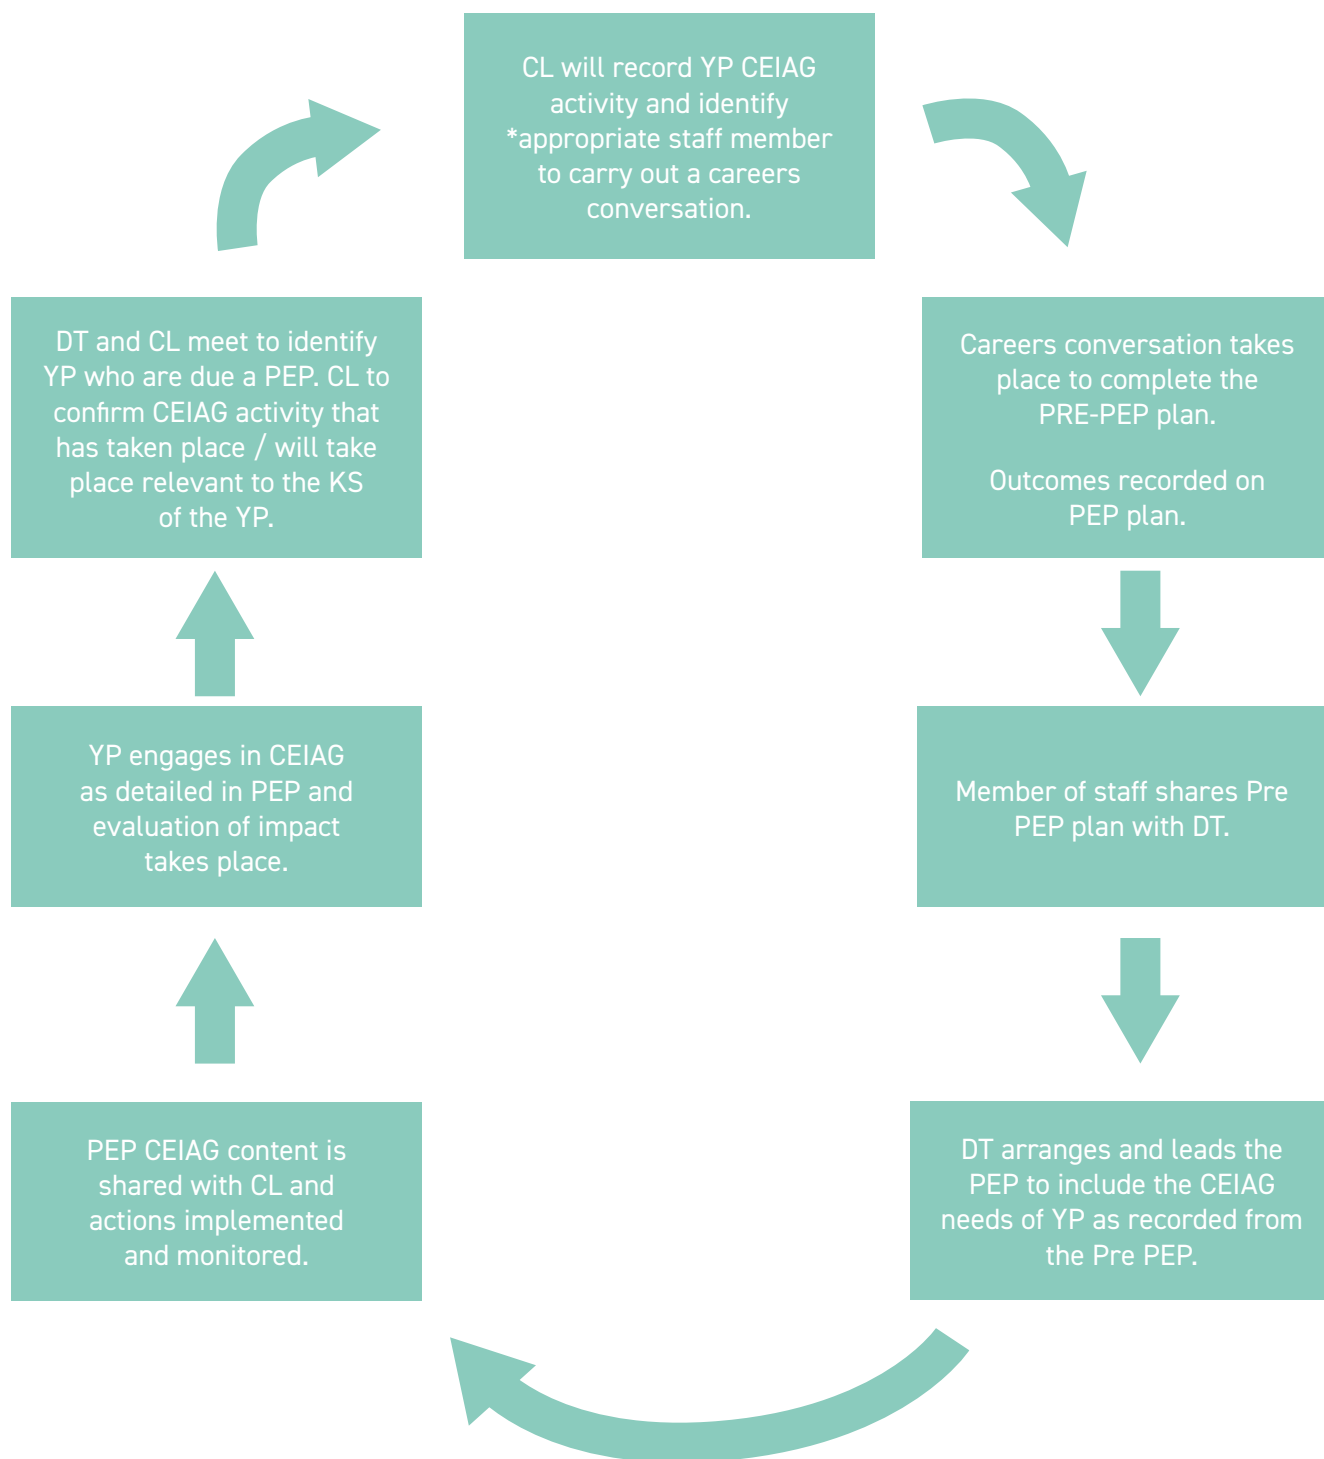 CL will record YP CEIAG
activity and identify
*appropriate staff member
to carry out a careers
conversation.
Careers conversation takes
place to complete the
PRE-PEP plan.
Outcomes recorded on
PEP plan.
Member of staff shares Pre
PEP plan with DT.
DT arranges and leads the
PEP to include the CEIAG
needs of YP as recorded from
the Pre PEP.
PEP CEIAG content is
shared with CL and
actions implemented
and monitored.
YP engages in CEIAG
as detailed in PEP and
evaluation of impact
takes place.
DT and CL meet to identify
YP who are due a PEP. CL to
confirm CEIAG activity that
has taken place / will take
place relevant to the KS
of the YP.